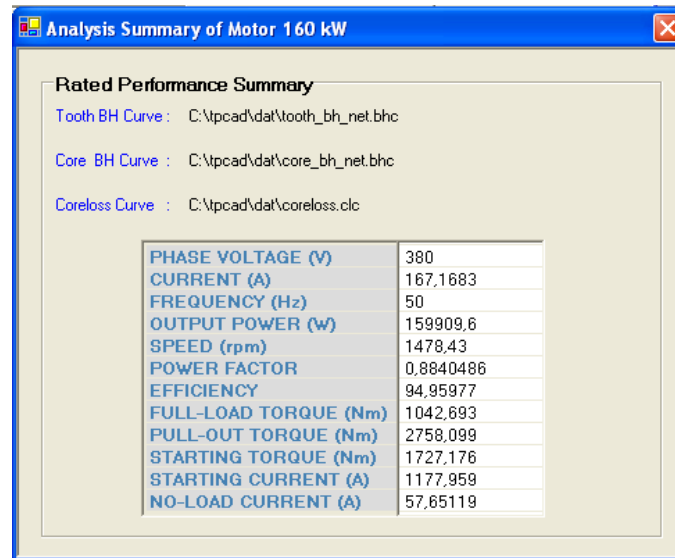 Analysis Summary of Motor 160 kW
Rated Performance Summary
Tooth BH Curve : C:\tpcad\dat\tooth_bh_net.bhc
Core BH Curve : C:\tpcad\dat\core_bh_net.bhc
Coreloss Curve : C:\tpcad\dat\coreloss.clc
PHASE VOLTAGE (V) 380
CURRENT (A) 167,1683
FREQUENCY (Hz) 50
OUTPUT POWER (W) 159909,6
SPEED (rpm) 1478,43
POWER FACTOR 0,8840486
EFFICIENCY 94,95977
FULL-LOAD TORQUE (Nm) 1042,693
PULL-OUT TORQUE (Nm) 2758,099
STARTING TORQUE (Nm) 1727,176
STARTING CURRENT (A) 1177,959
NO-LOAD CURRENT (A) 57,65119